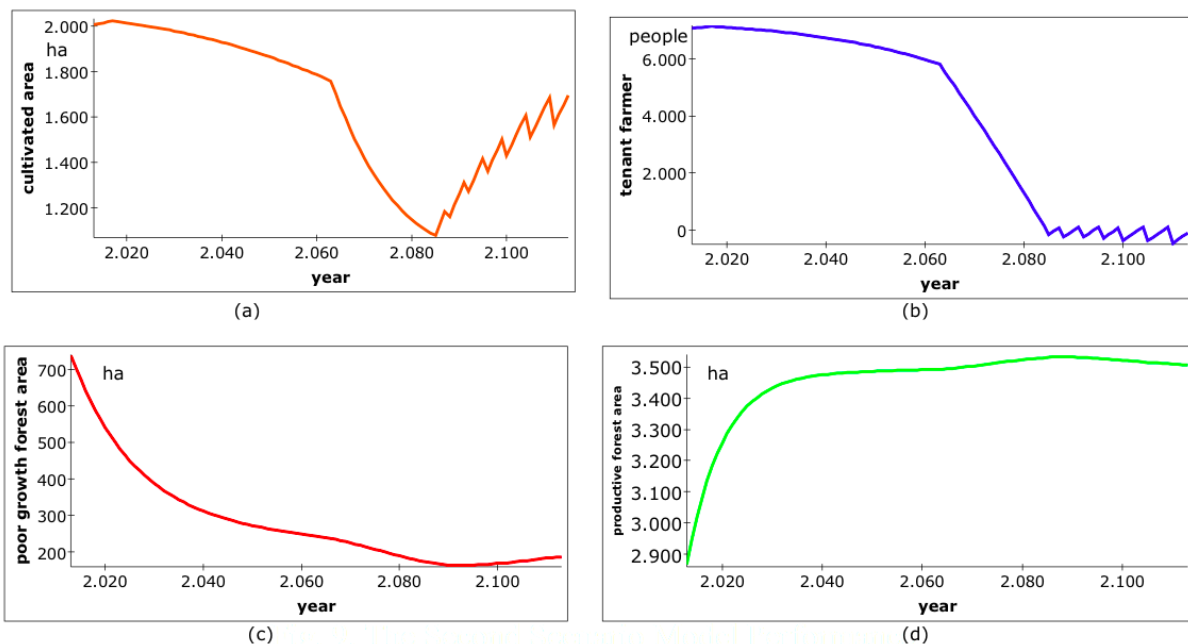 2.000
ha
1.800
1.600
1.400
1.200
cultivated area
2.020 2.040 2.060 2.080 2.100
year
(a)
people
6.000
4.000
2.000
0
tenant farmer
2.020 2.040 2.060 2.080 2.100
year
(b)
700
ha
600
500
400
300
200
poor growth forest area
2.020 2.040 2.060 2.080 2.100
year
(c)
3.500
ha
3.400
3.300
3.200
3.100
3.000
2.900
productive forest area
2.020 2.040 2.060 2.080 2.100
year
(d)